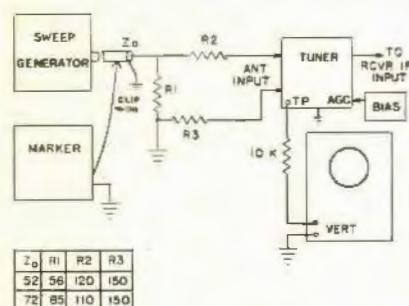 SWEEP
GENERATOR
Zo
R2
TUNER
TO
RCVR IF
INPUT
ANT
INPUT
R1
CLIP
ON
R3
TP
AGC
BIAS
MARKER
10 K
VERT
Zo R1 R2 R3
52 56 120 150
72 85 110 150